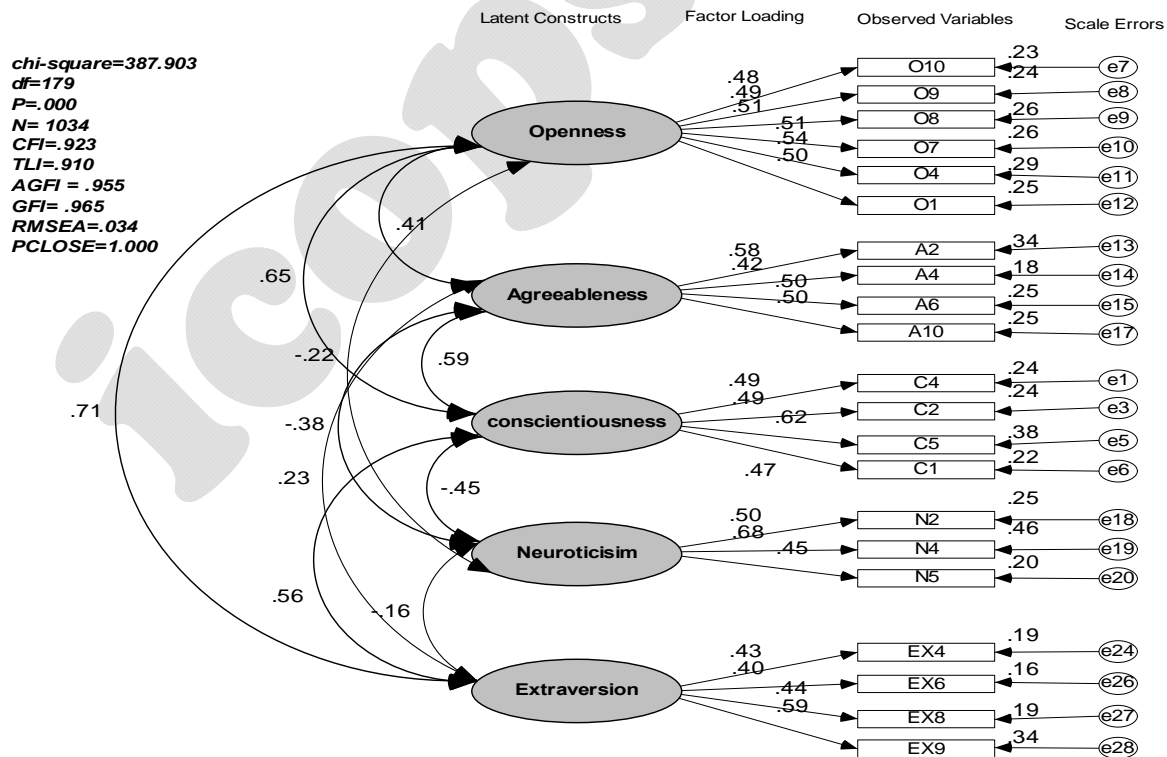 Latent Constructs Factor Loading Observed Variables Scale Errors
chi-square=387.903
df=179
P=.000
N= 1034
CFI=.923
TLI=.910
AGFI = .955
GFI= .965
RMSEA=.034
PCLOSE=1.000
icops
Openness
Agreeableness
conscientiousness
Neuroticisim
Extraversion
.41
.65
-.22
.59
.71
-.38
.23
-.45
.56
-.16
.48 O10 .23 e7
.49 O9 .24 e8
.51 O8 .26 e9
.51 O7 .26 e10
.54 O4 .29 e11
.50 O1 .25 e12
.58 A2 .34 e13
.42 A4 .18 e14
.50 A6 .25 e15
.50 A10 .25 e17
.49 C4 .24 e1
.49 C2 .24 e3
.62 C5 .38 e5
.47 C1 .22 e6
.50 N2 .25 e18
.68 N4 .46 e19
.45 N5 .20 e20
.43 EX4 .19 e24
.40 EX6 .16 e26
.44 EX8 .19 e27
.59 EX9 .34 e28